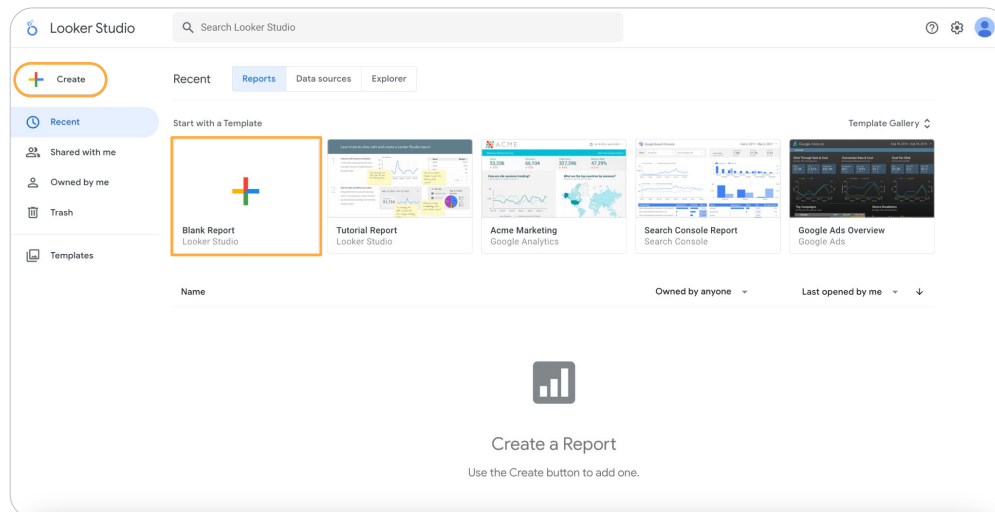 Looker Studio
Search Looker Studio
Create
Recent
Shared with me
Owned by me
Trash
Templates
Recent Reports Data sources Explorer
Start with a Template
Template Gallery
ACME
Blank Report
Looker Studio
Tutorial Report
Looker Studio
Acme Marketing
Google Analytics
Search Console Report
Search Console
Google Ads Overview
Google Ads
Name
Owned by anyone
Last opened by me
Create a Report
Use the Create button to add one.